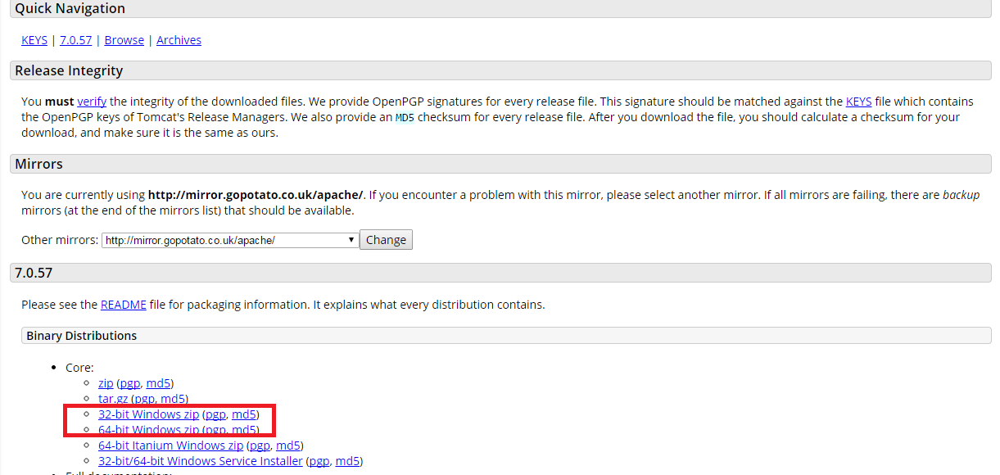 Quick Navigation
KEYS | 7.0.57 | Browse | Archives
Release Integrity
You must verify the integrity of the downloaded files. We provide OpenPGP signatures for every release file. This signature should be matched against the KEYS file which contains
the OpenPGP keys of Tomcat's Release Managers. We also provide an MD5 checksum for every release file. After you download the file, you should calculate a checksum for your
download, and make sure it is the same as ours.
Mirrors
You are currently using http://mirror.gopotato.co.uk/apache/. If you encounter a problem with this mirror, please select another mirror. If all mirrors are failing, there are backup
mirrors (at the end of the mirrors list) that should be available.
Other mirrors: http://mirror.gopotato.co.uk/apache/ Change
7.0.57
Please see the README file for packaging information. It explains what every distribution contains.
Binary Distributions
Core:
zip (pgp, md5)
tar.gz (pgp, md5)
32-bit Windows zip (pgp, md5)
64-bit Windows zip (pgp, md5)
64-bit Itanium Windows zip (pgp, md5)
32-bit/64-bit Windows Service Installer (pgp, md5)
Full documentation: